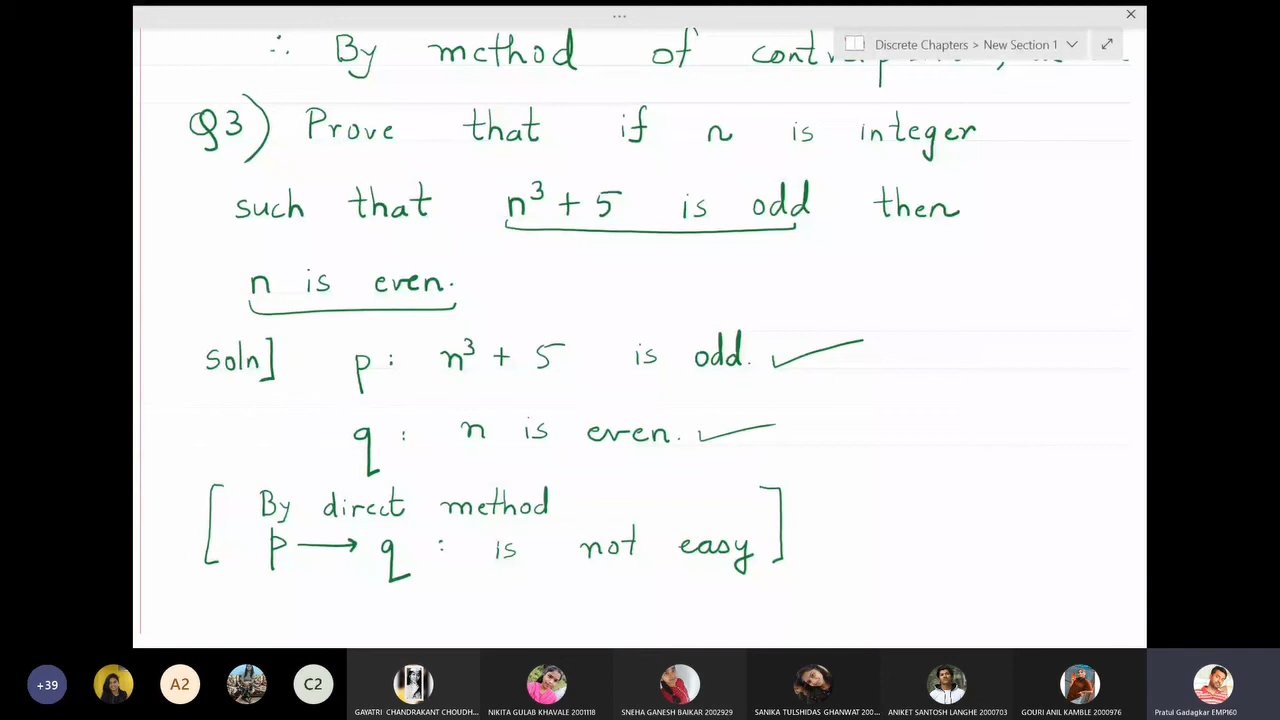 ∴ By method of
Discrete Chapters > New Section 1
Q3) Prove that if n is integer
such that n³ + 5 is odd then
n is even.
soln] p : n³ + 5 is odd. ✓
q : n is even. ✓
[ By direct method
p → q : is not easy ]
+39
A2
C2
GAYATRI CHANDRAKANT CHOUDH...
NIKITA GULAB KHAVALE 2001118
SNEHA GANESH BAIKAR 2002929
SANIKA TULSHIDAS GHANWAT 200...
ANIKET SANTOSH LANGHE 2000703
GOURI ANIL KAMBLE 2000976
Pratul Gadagkar EMP160